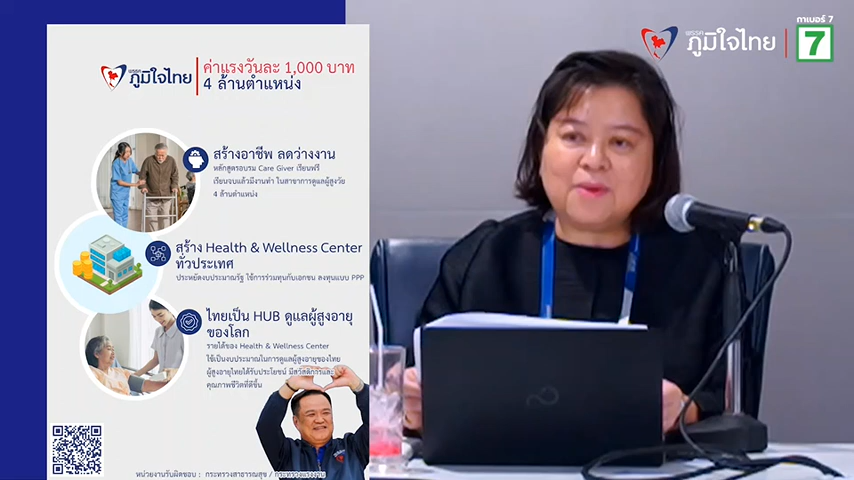 พรรค
ภูมิใจไทย
ค่าแรงวันละ 1,000 บาท
4 ล้านตำแหน่ง
สร้างอาชีพ ลดว่างงาน
หลักสูตรอบรม Care Giver เรียนฟรี
เรียนจบแล้วมีงานทำ ในสาขาการดูแลผู้สูงวัย
4 ล้านตำแหน่ง
สร้าง Health & Wellness Center
ทั่วประเทศ
ประหยัดงบประมาณรัฐ ใช้การร่วมทุนกับเอกชน ลงทุนแบบ PPP
ไทยเป็น HUB ดูแลผู้สูงอายุ
ของโลก
รายได้ของ Health & Wellness Center
ใช้เป็นงบประมาณในการดูแลผู้สูงอายุของไทย
ผู้สูงอายุไทยได้รับประโยชน์ มีสวัสดิการและ
คุณภาพชีวิตที่ดีขึ้น
หน่วยงานรับผิดชอบ : กระทรวงสาธารณสุข / กระทรวงแรงงาน
พรรค
ภูมิใจไทย
กาเบอร์ 7
7